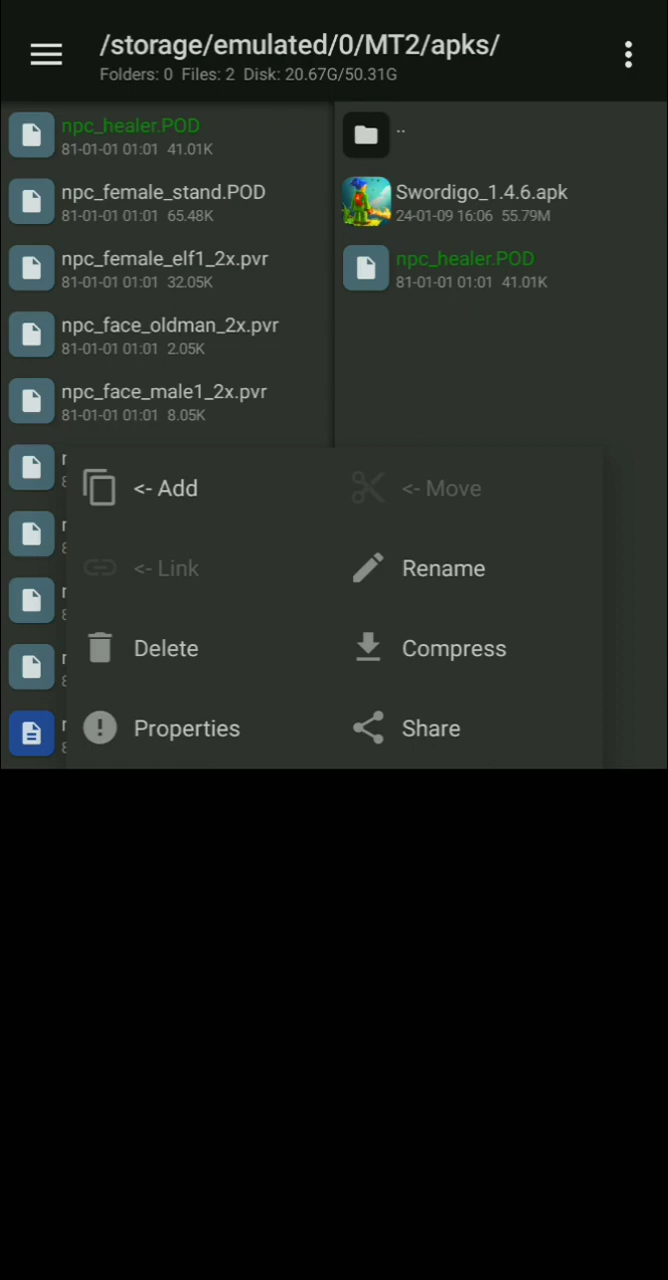 /storage/emulated/0/MT2/apks/
Folders: 0 Files: 2 Disk: 20.67G/50.31G
npc_healer.POD
81-01-01 01:01 41.01K
npc_female_stand.POD
81-01-01 01:01 65.48K
npc_female_elf1_2x.pvr
81-01-01 01:01 32.05K
npc_face_oldman_2x.pvr
81-01-01 01:01 2.05K
npc_face_male1_2x.pvr
81-01-01 01:01 8.05K
..
Swordigo_1.4.6.apk
24-01-09 16:06 55.79M
npc_healer.POD
81-01-01 01:01 41.01K
<- Add
<- Move
<- Link
Rename
Delete
Compress
Properties
Share